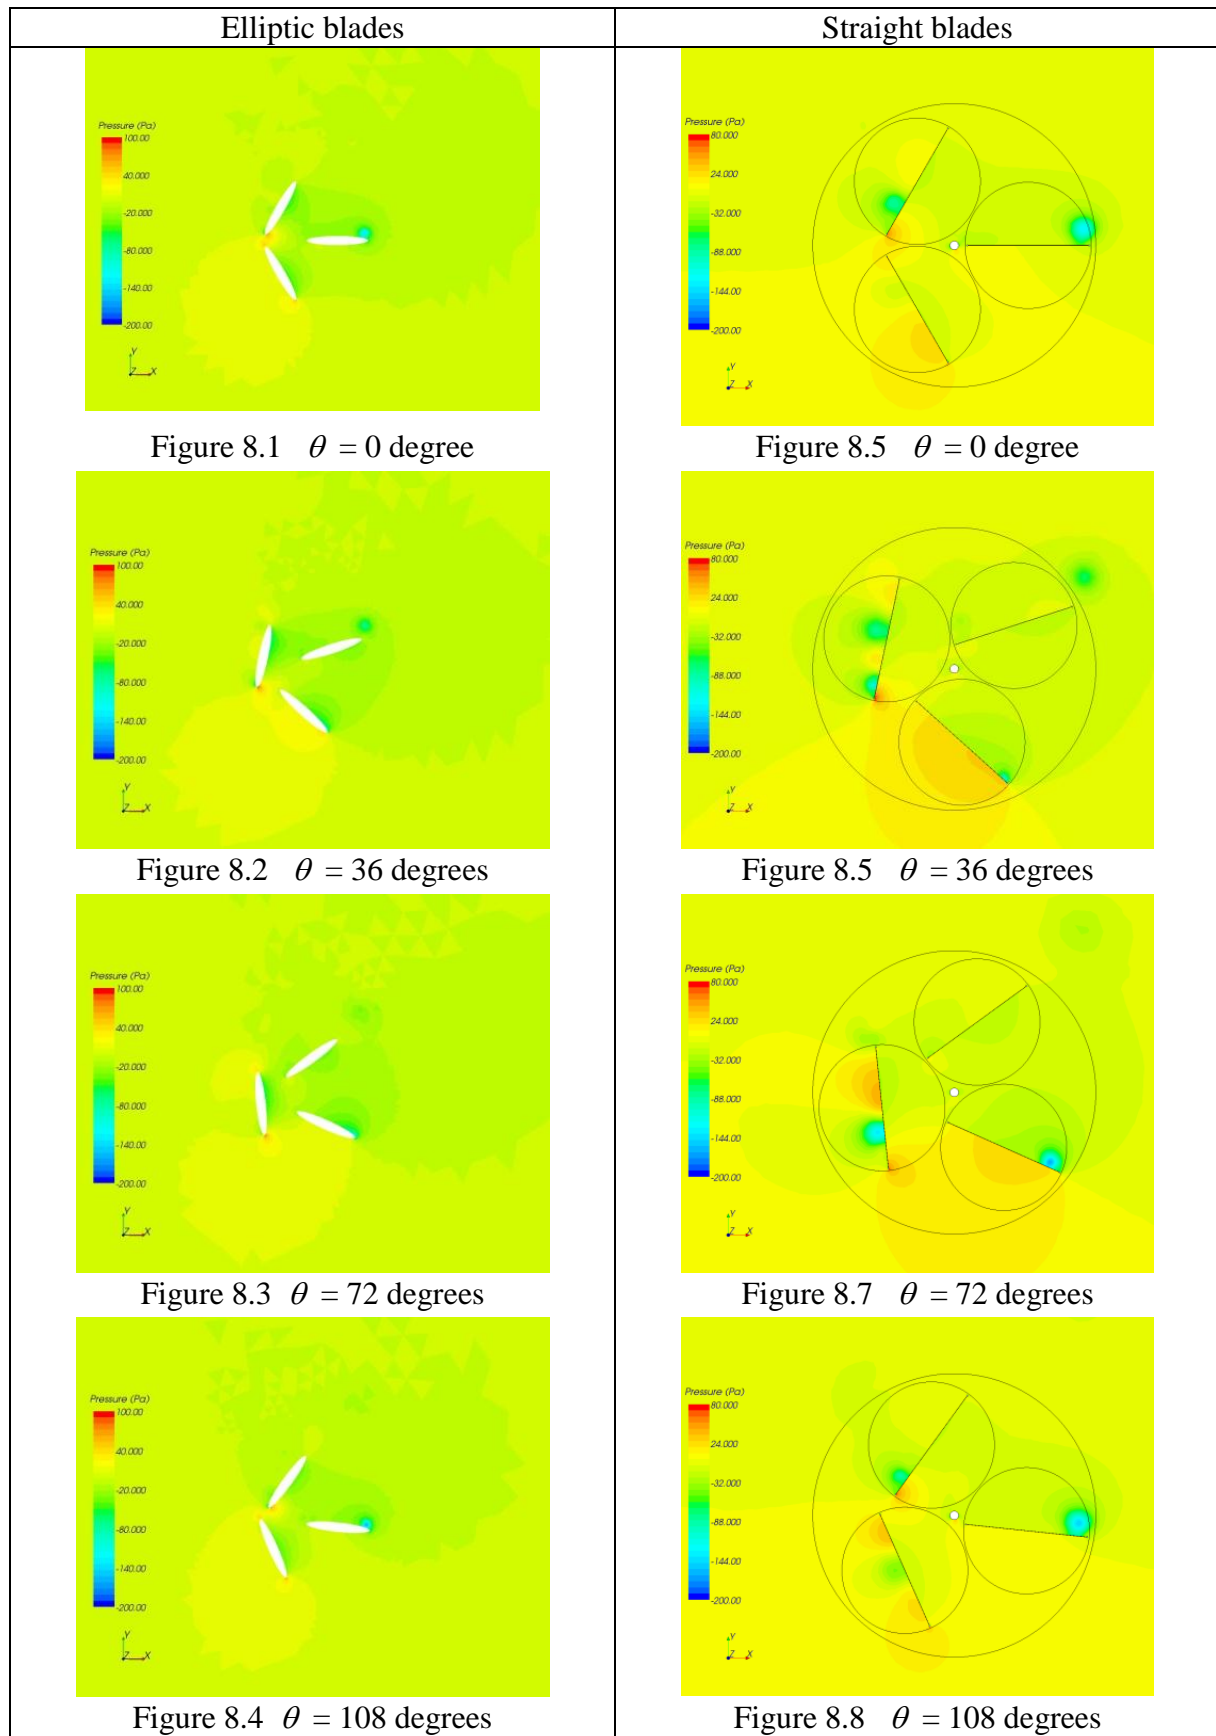 Elliptic blades
Straight blades
Pressure (Pa)
100.00
40.000
-20.000
-80.000
-140.00
-200.00
Y
Z X
Pressure (Pa)
80.000
24.000
-32.000
-88.000
-144.00
-200.00
Y
Z X
Figure 8.1 θ = 0 degree
Figure 8.5 θ = 0 degree
Pressure (Pa)
100.00
40.000
-20.000
-80.000
-140.00
-200.00
Y
Z X
Pressure (Pa)
80.000
24.000
-32.000
-88.000
-144.00
-200.00
Y
Z X
Figure 8.2 θ = 36 degrees
Figure 8.5 θ = 36 degrees
Pressure (Pa)
100.00
40.000
-20.000
-80.000
-140.00
-200.00
Y
Z X
Pressure (Pa)
80.000
24.000
-32.000
-88.000
-144.00
-200.00
Y
Z X
Figure 8.3 θ = 72 degrees
Figure 8.7 θ = 72 degrees
Pressure (Pa)
100.00
40.000
-20.000
-80.000
-140.00
-200.00
Y
Z X
Pressure (Pa)
80.000
24.000
-32.000
-88.000
-144.00
-200.00
Y
Z X
Figure 8.4 θ = 108 degrees
Figure 8.8 θ = 108 degrees